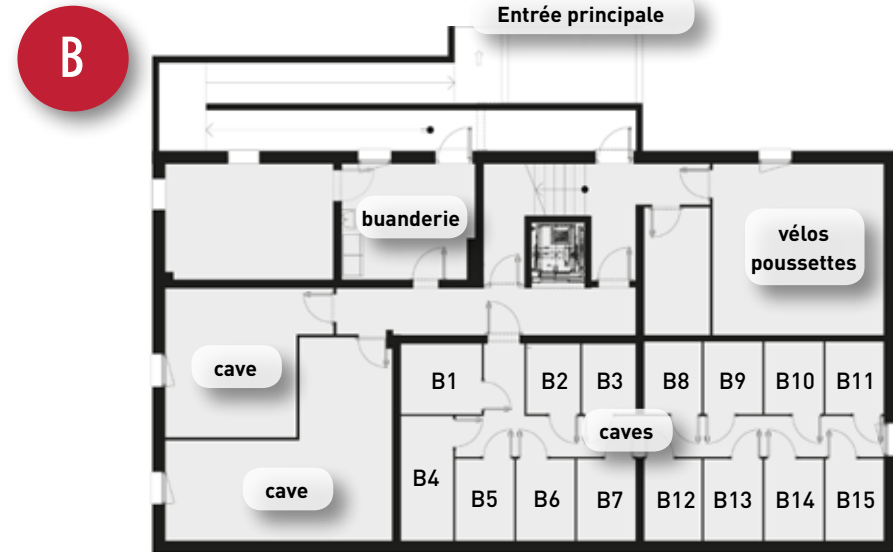 B
Entrée principale
buanderie
vélos
poussettes
cave
B1
B2
B3
B8
B9
B10
B11
caves
cave
B4
B5
B6
B7
B12
B13
B14
B15